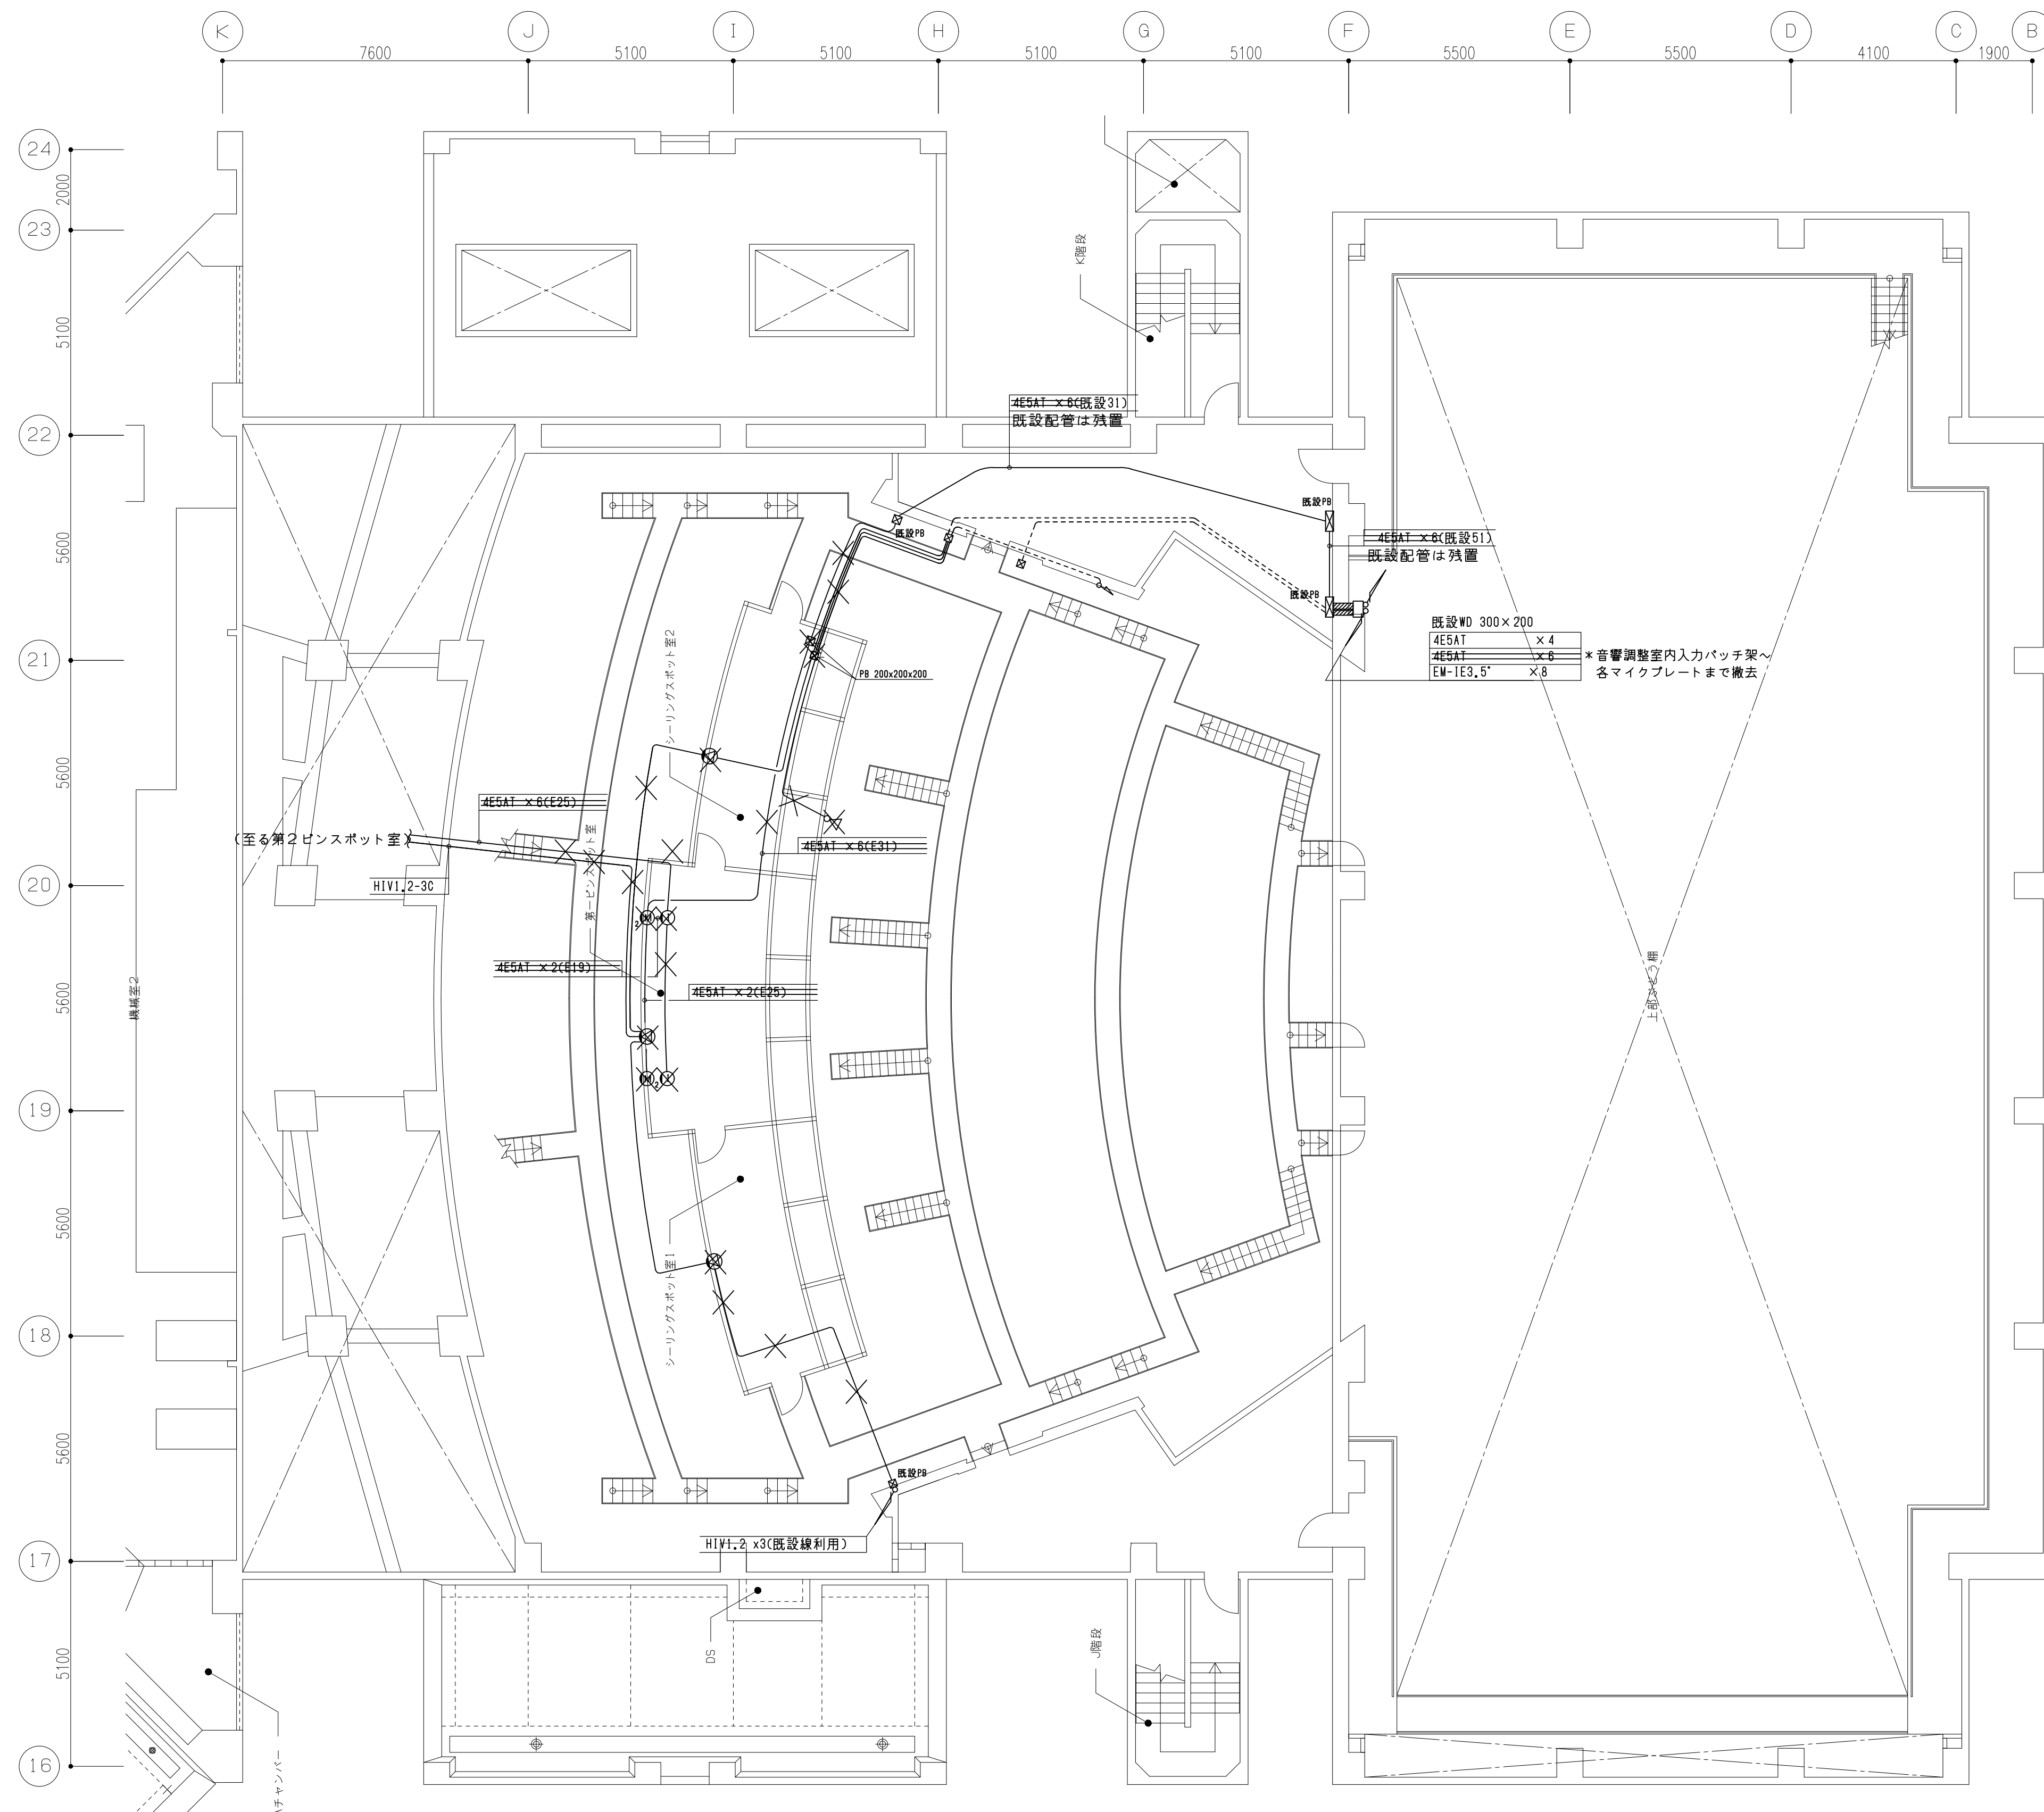 K
J
I
H
G
F
E
D
C
B
7600
5100
5100
5100
5100
5500
5500
4100
1900
24
2000
23
5100
K階段
4E5AT ×6(既設31)
既設配管は残置
22
既設PB
既設PB
4E5AT ×6(既設51)
既設配管は残置
5600
既設PB
既設WD 300×200
4E5AT ×4
4E5AT ×6
EM-IE3.5゜ ×8
*音響調整室内入力パッチ架～
各マイクプレートまで撤去
21
シーリングスポット室2
PB 200x200x200
5600
4E5AT ×6(E25)
(至る第2ピンスポット室)
第一ピンスポット室
4E5AT ×6(E31)
20
HIV1.2-3C
2
4E5AT ×2(E19)
4E5AT ×2(E25)
機械室2
5600
上部ぶどう棚
2
19
5600
シーリングスポット室1
18
5600
既設PB
HIV1.2 x3(既設線利用)
17
DS
J階段
5100
16
チャンバー